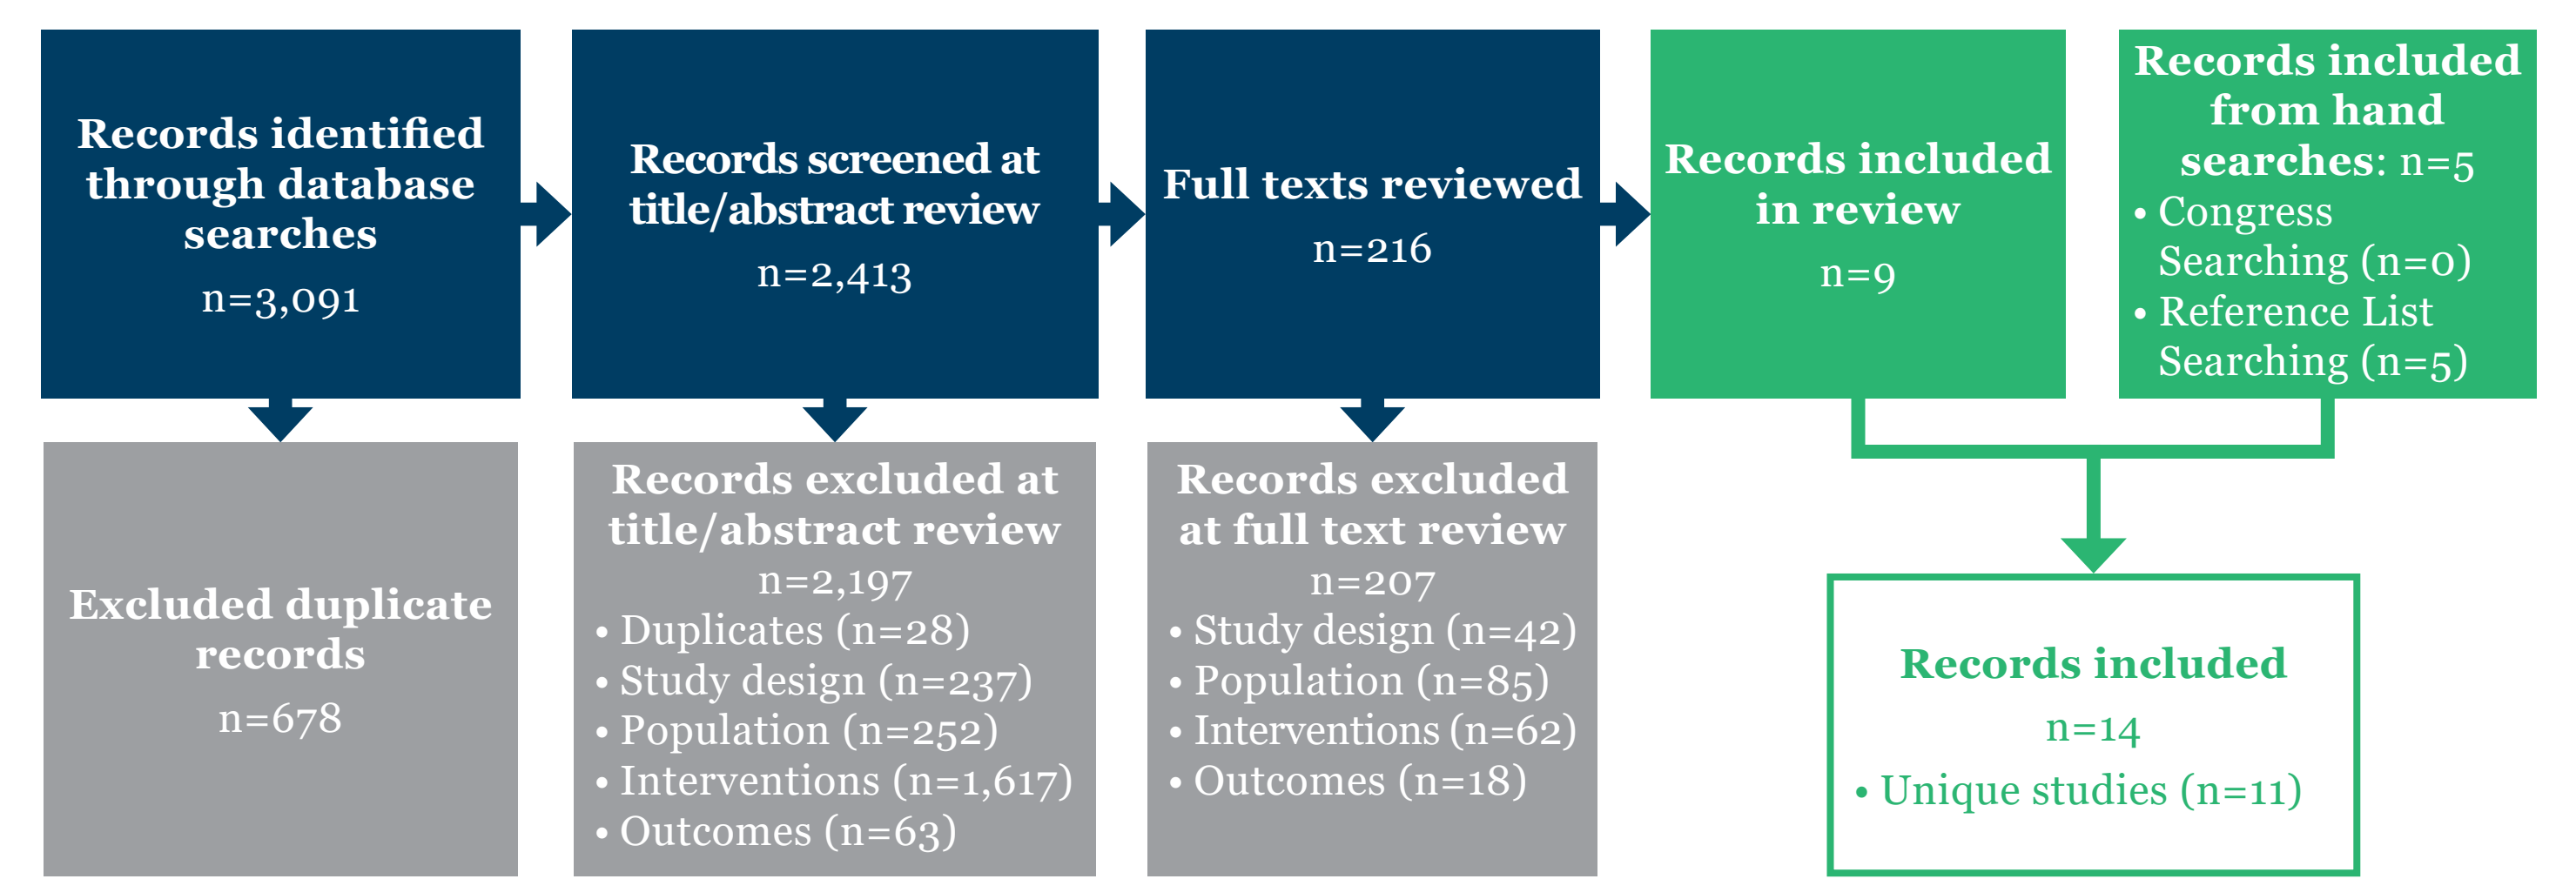 Records identified
through database
searches
n=3,091
Excluded duplicate
records
n=678
Records screened at
title/abstract review
n=2,413
Records excluded at
title/abstract review
n=2,197
• Duplicates (n=28)
• Study design (n=237)
• Population (n=252)
• Interventions (n=1,617)
• Outcomes (n=63)
Full texts reviewed
n=216
Records excluded
at full text review
n=207
• Study design (n=42)
• Population (n=85)
• Interventions (n=62)
• Outcomes (n=18)
Records included
in review
n=9
Records included
from hand
searches: n=5
• Congress
Searching (n=0)
• Reference List
Searching (n=5)
Records included
n=14
• Unique studies (n=11)